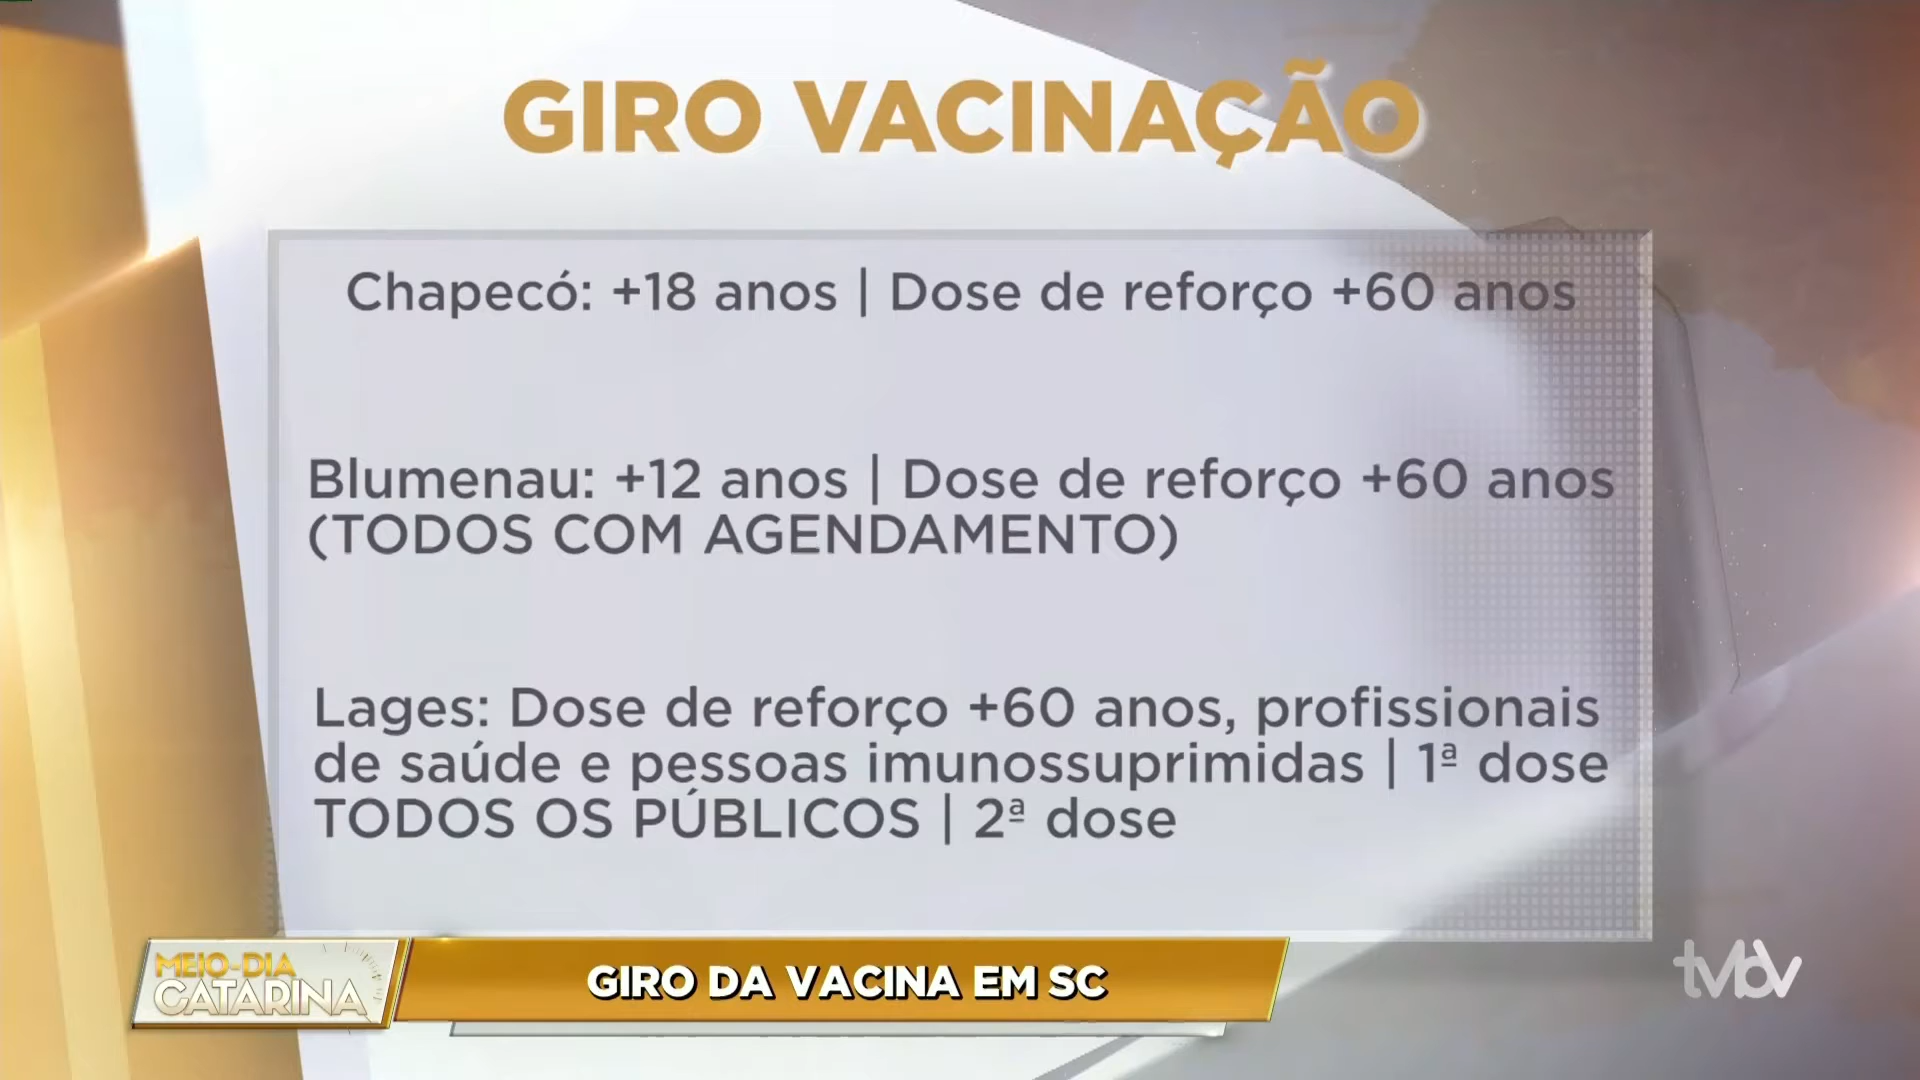 GIRO VACINAÇÃO
Chapecó: +18 anos | Dose de reforço +60 anos
Blumenau: +12 anos | Dose de reforço +60 anos
(TODOS COM AGENDAMENTO)
Lages: Dose de reforço +60 anos, profissionais
de saúde e pessoas imunossuprimidas | 1ª dose
TODOS OS PÚBLICOS | 2ª dose
MEIO-DIA
CATARINA
GIRO DA VACINA EM SC
tvbv